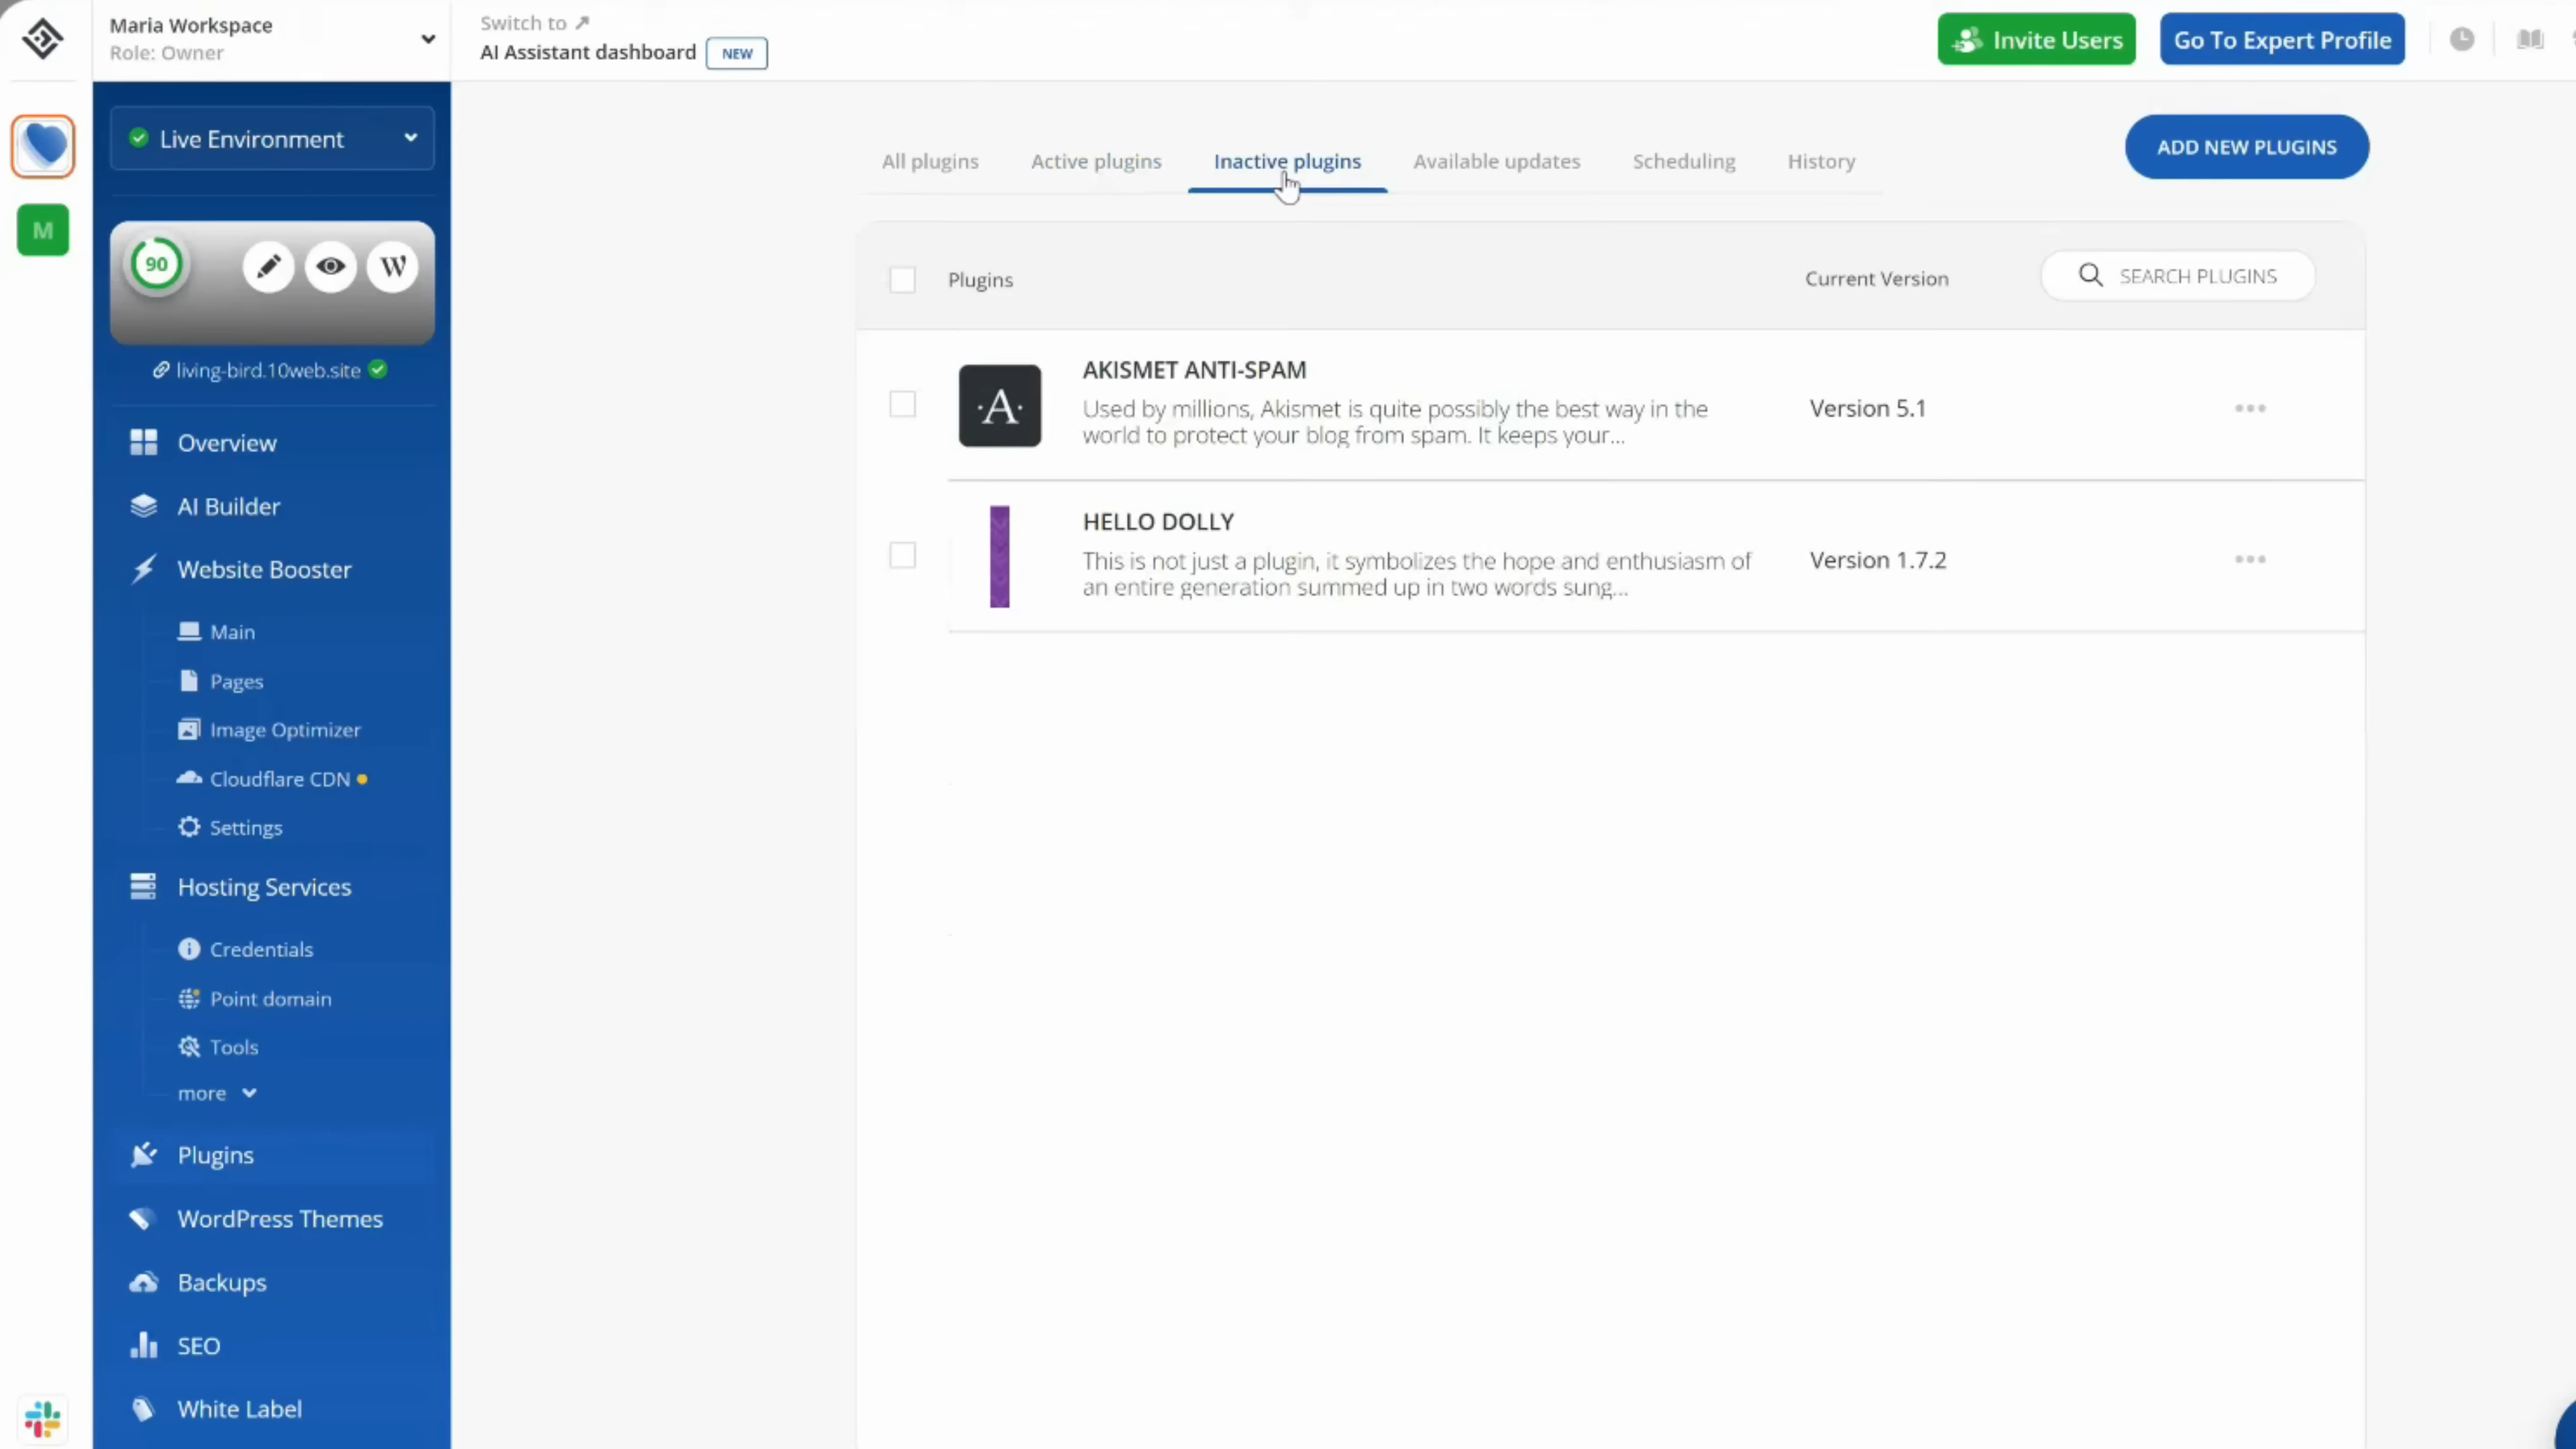 Maria Workspace
Role: Owner
Switch to
AI Assistant dashboard NEW
Invite Users
Go To Expert Profile
M
Live Environment
90
W
living-bird.10web.site
Overview
AI Builder
Website Booster
Main
Pages
Image Optimizer
Cloudflare CDN
Settings
Hosting Services
Credentials
Point domain
Tools
more
Plugins
WordPress Themes
Backups
SEO
White Label
All plugins
Active plugins
Inactive plugins
Available updates
Scheduling
History
ADD NEW PLUGINS
Plugins
Current Version
SEARCH PLUGINS
·A·
AKISMET ANTI-SPAM
Used by millions, Akismet is quite possibly the best way in the
world to protect your blog from spam. It keeps your...
Version 5.1
HELLO DOLLY
This is not just a plugin, it symbolizes the hope and enthusiasm of
an entire generation summed up in two words sung...
Version 1.7.2